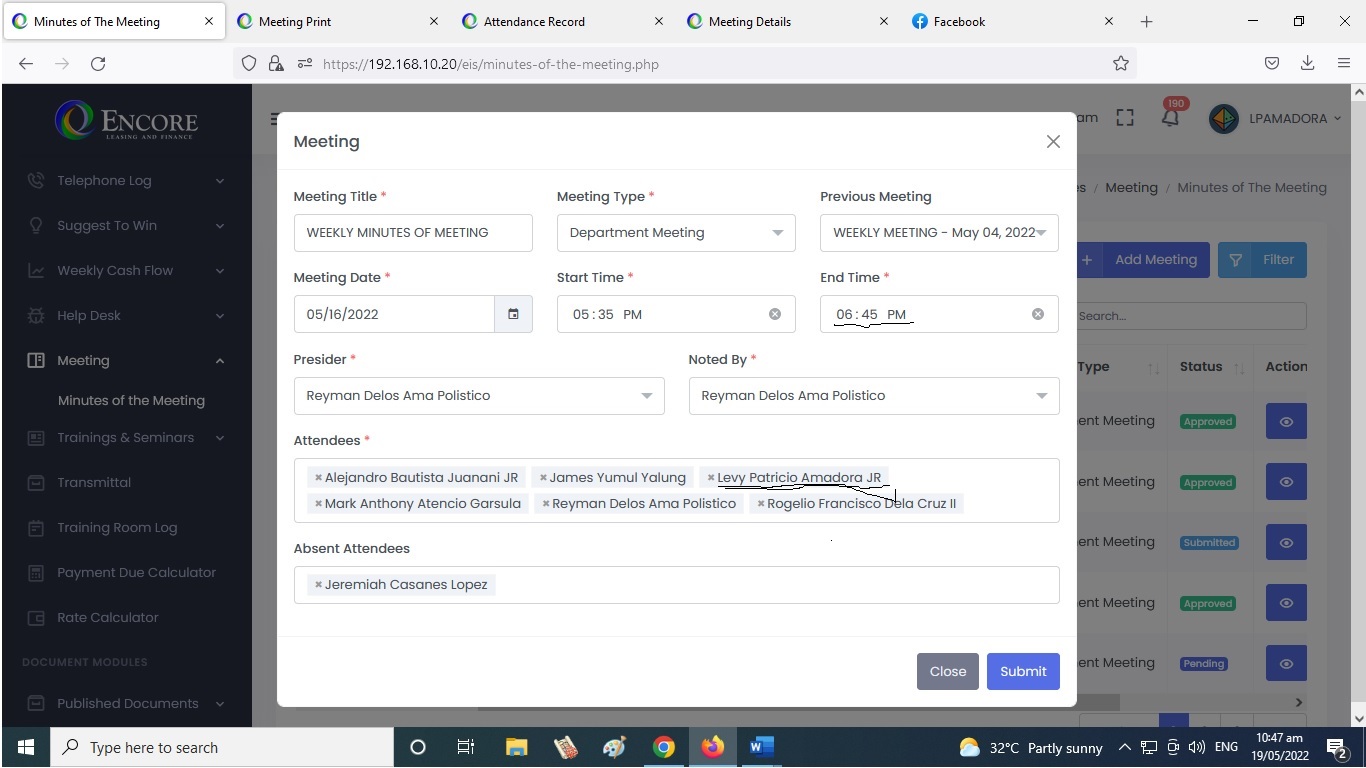 Minutes of The Meeting
Meeting Print
Attendance Record
Meeting Details
Facebook
https://192.168.10.20/eis/minutes-of-the-meeting.php
ENCORE
LEASING AND FINANCE
Telephone Log
Suggest To Win
Weekly Cash Flow
Help Desk
Meeting
Minutes of the Meeting
Trainings & Seminars
Transmittal
Training Room Log
Payment Due Calculator
Rate Calculator
DOCUMENT MODULES
Published Documents
am
190
LPAMADORA
es / Meeting / Minutes of The Meeting
+ Add Meeting
Filter
Search...
Type Status Action
ent Meeting Approved
ent Meeting Approved
ent Meeting Submitted
ent Meeting Approved
ent Meeting Pending
Meeting
Meeting Title * Meeting Type * Previous Meeting
WEEKLY MINUTES OF MEETING Department Meeting WEEKLY MEETING - May 04, 2022
Meeting Date * Start Time * End Time *
05/16/2022 05:35 PM 06:45 PM
Presider * Noted By *
Reyman Delos Ama Polistico Reyman Delos Ama Polistico
Attendees *
×Alejandro Bautista Juanani JR ×James Yumul Yalung ×Levy Patricio Amadora JR
×Mark Anthony Atencio Garsula ×Reyman Delos Ama Polistico ×Rogelio Francisco Dela Cruz II
Absent Attendees
×Jeremiah Casanes Lopez
Close Submit
Type here to search
32°C Partly sunny
ENG
10:47 am
19/05/2022
2